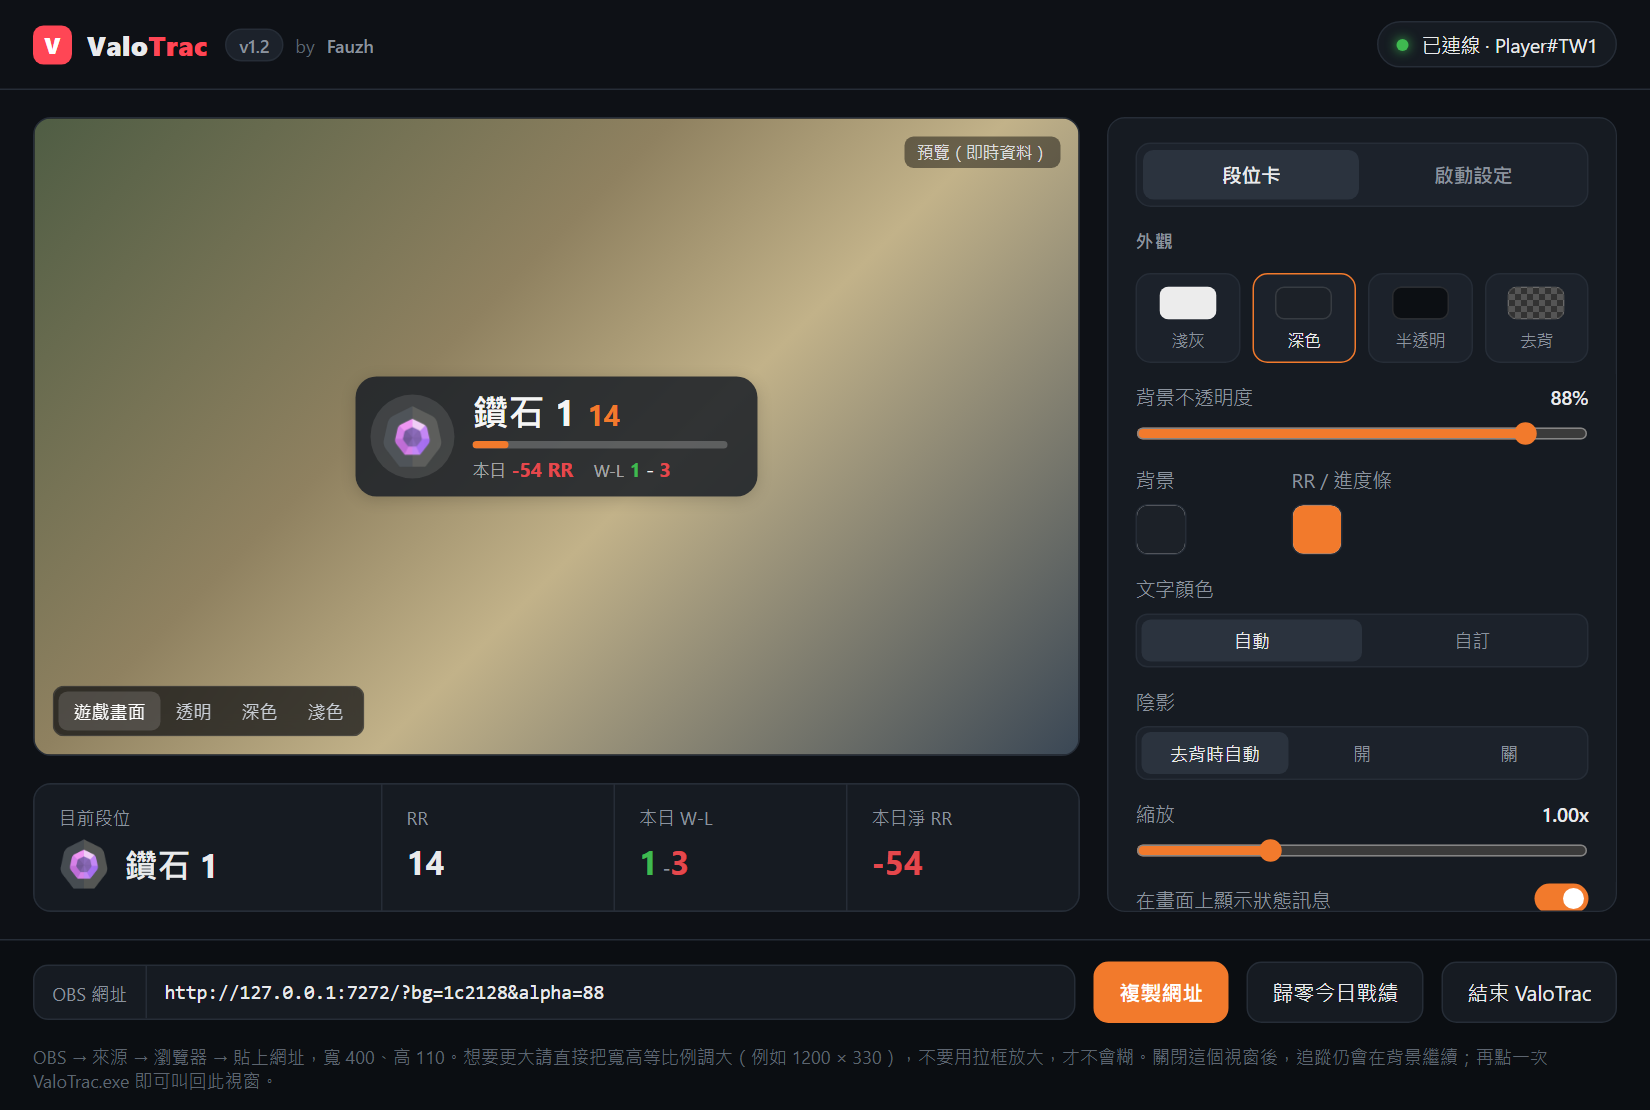 V ValoTrac v1.2 by Fauzh
已連線 · Player#TW1
預覽（即時資料）
鑽石 1 14
本日 -54 RR W-L 1 - 3
遊戲畫面 透明 深色 淺色
目前段位
鑽石 1
RR
14
本日 W-L
1 -3
本日淨 RR
-54
段位卡 啟動設定
外觀
淺灰 深色 半透明 去背
背景不透明度 88%
背景 RR / 進度條
文字顏色
自動 自訂
陰影
去背時自動 開 關
縮放 1.00x
在畫面上顯示狀態訊息
OBS 網址 http://127.0.0.1:7272/?bg=1c2128&alpha=88
複製網址 歸零今日戰績 結束 ValoTrac
OBS → 來源 → 瀏覽器 → 貼上網址，寬 400、高 110。想要更大請直接把寬高等比例調大（例如 1200 × 330），不要用拉框放大，才不會糊。關閉這個視窗後，追蹤仍會在背景繼續；再點一次
ValoTrac.exe 即可叫回此視窗。